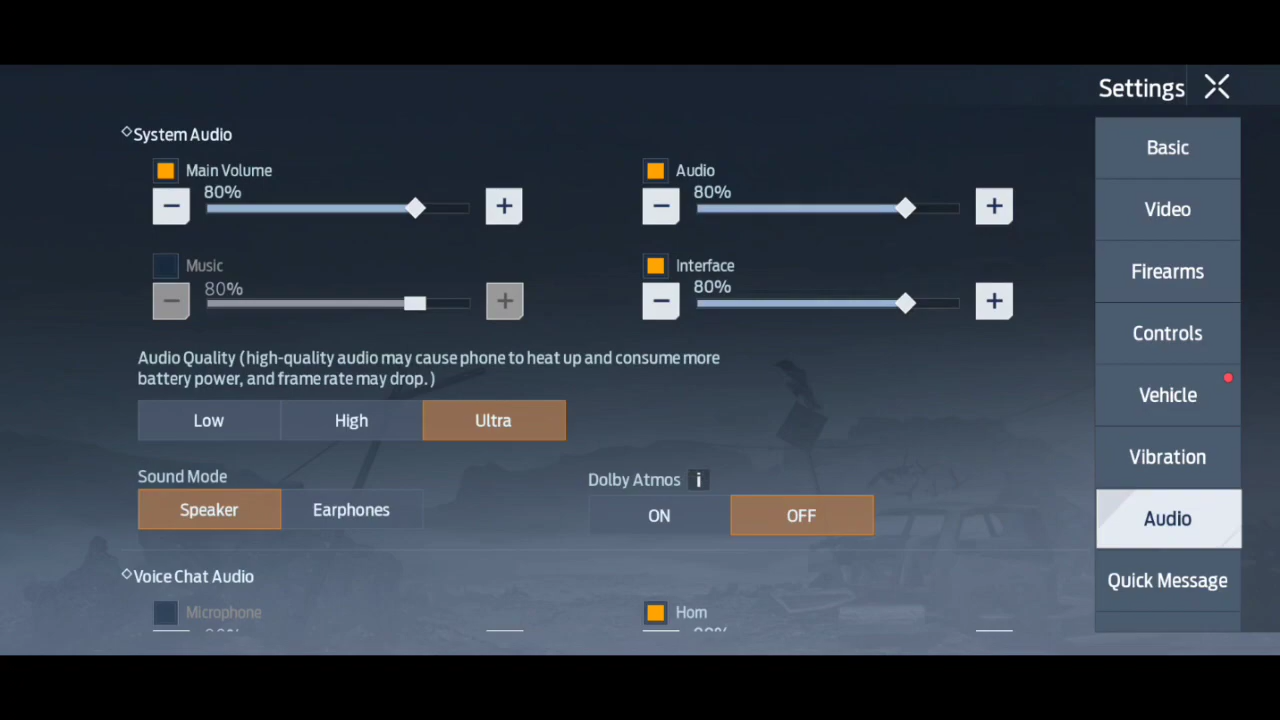 Settings
System Audio
Main Volume
80%
Audio
80%
Music
80%
Interface
80%
Audio Quality (high-quality audio may cause phone to heat up and consume more
battery power, and frame rate may drop.)
Low
High
Ultra
Sound Mode
Speaker
Earphones
Dolby Atmos i
ON
OFF
Voice Chat Audio
Microphone
Hom
Basic
Video
Firearms
Controls
Vehicle
Vibration
Audio
Quick Message